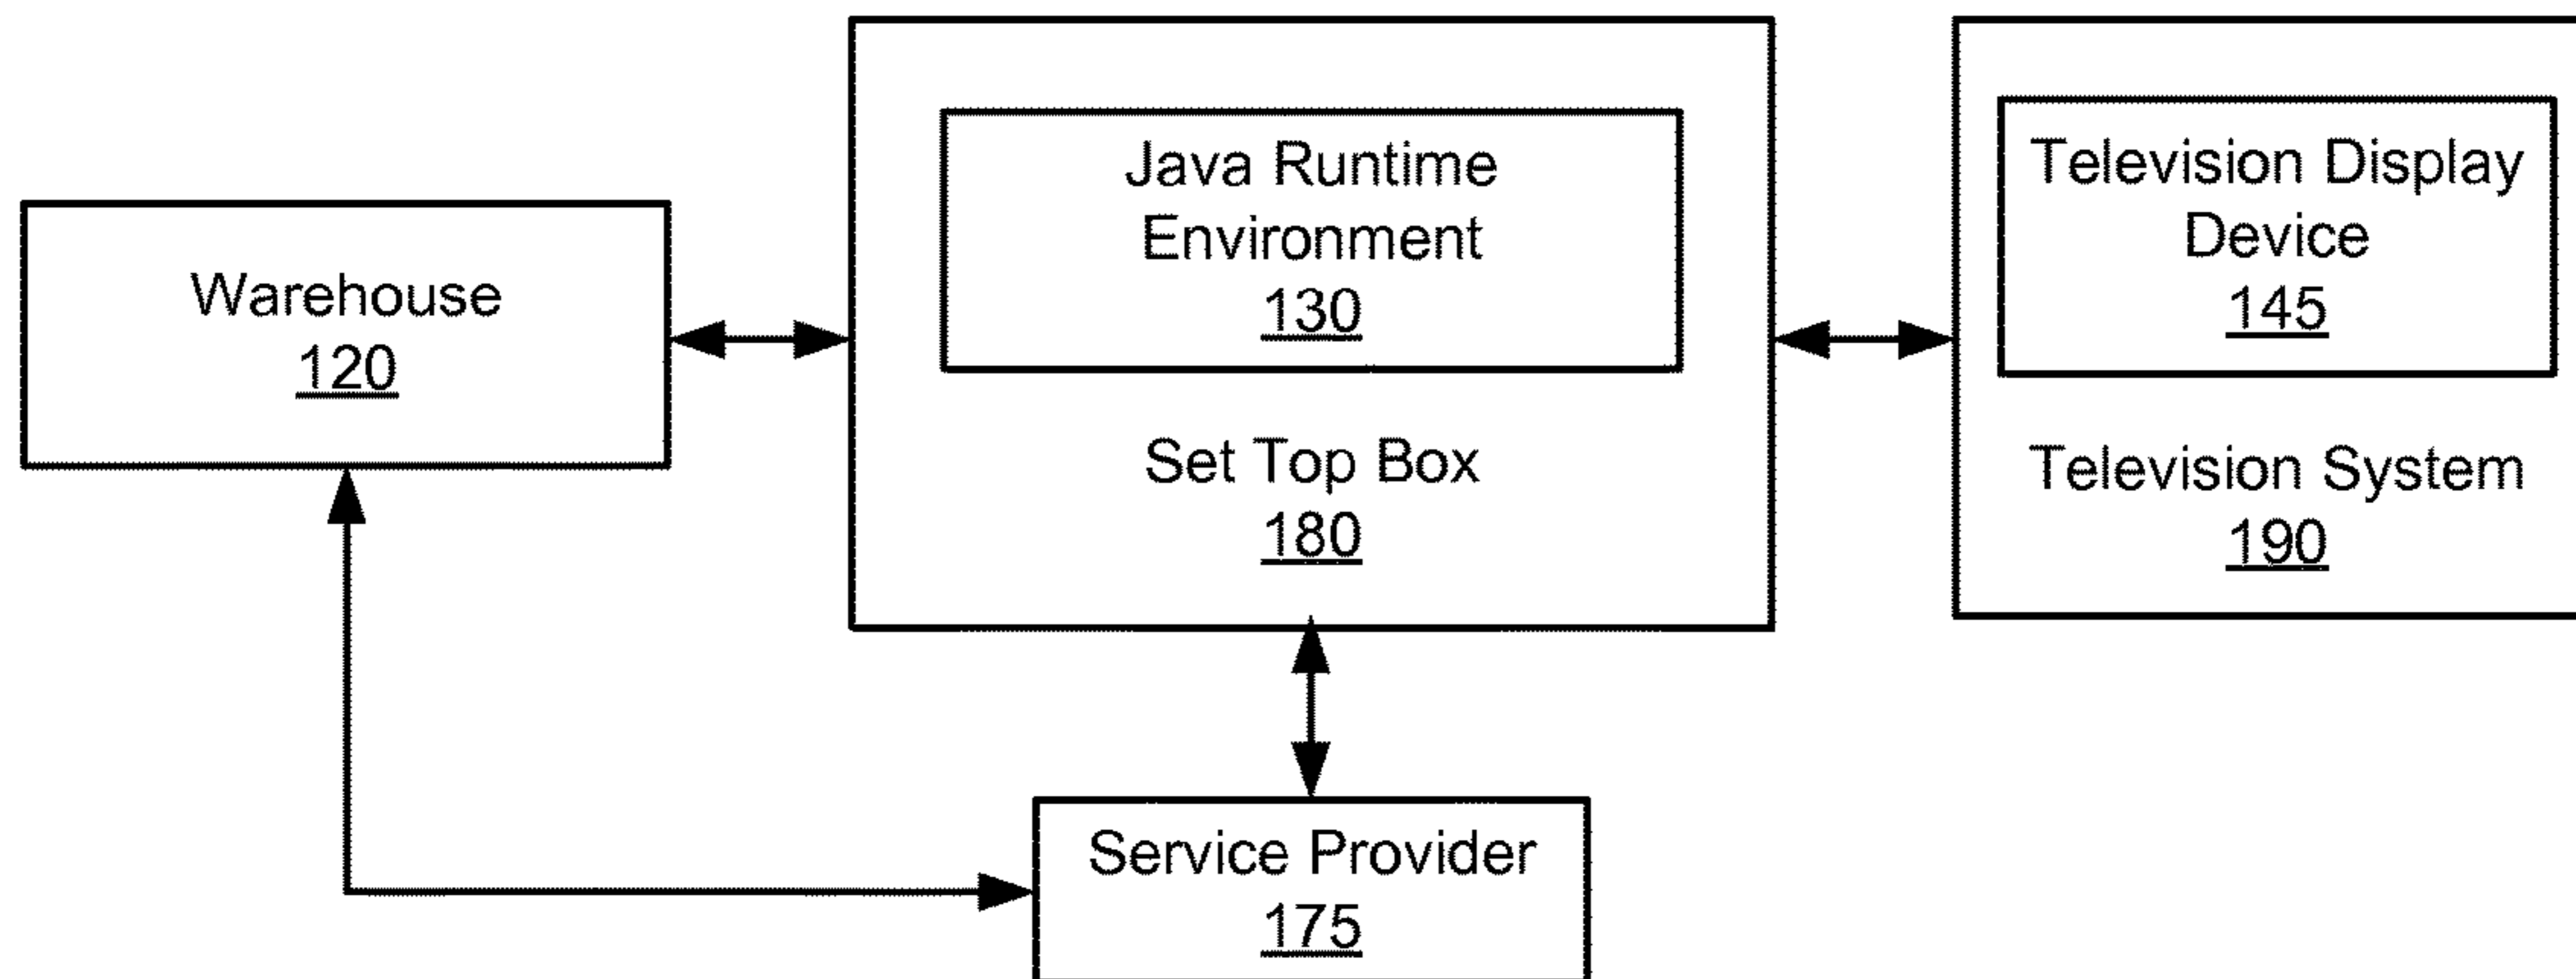 Warehouse
120
Java Runtime
Environment
130
Set Top Box
180
Television Display
Device
145
Television System
190
Service Provider
175